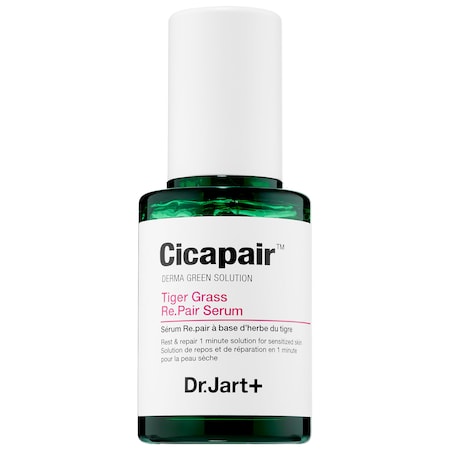 Cicapair™
DERMA GREEN SOLUTION
Tiger Grass
Re.Pair Serum
Sérum Re.pair à base d'herbe du tigre
Rest & repair 1 minute solution for sensitized skin
Solution de repos et de réparation en 1 minute
pour la peau sèche
Dr.Jart+